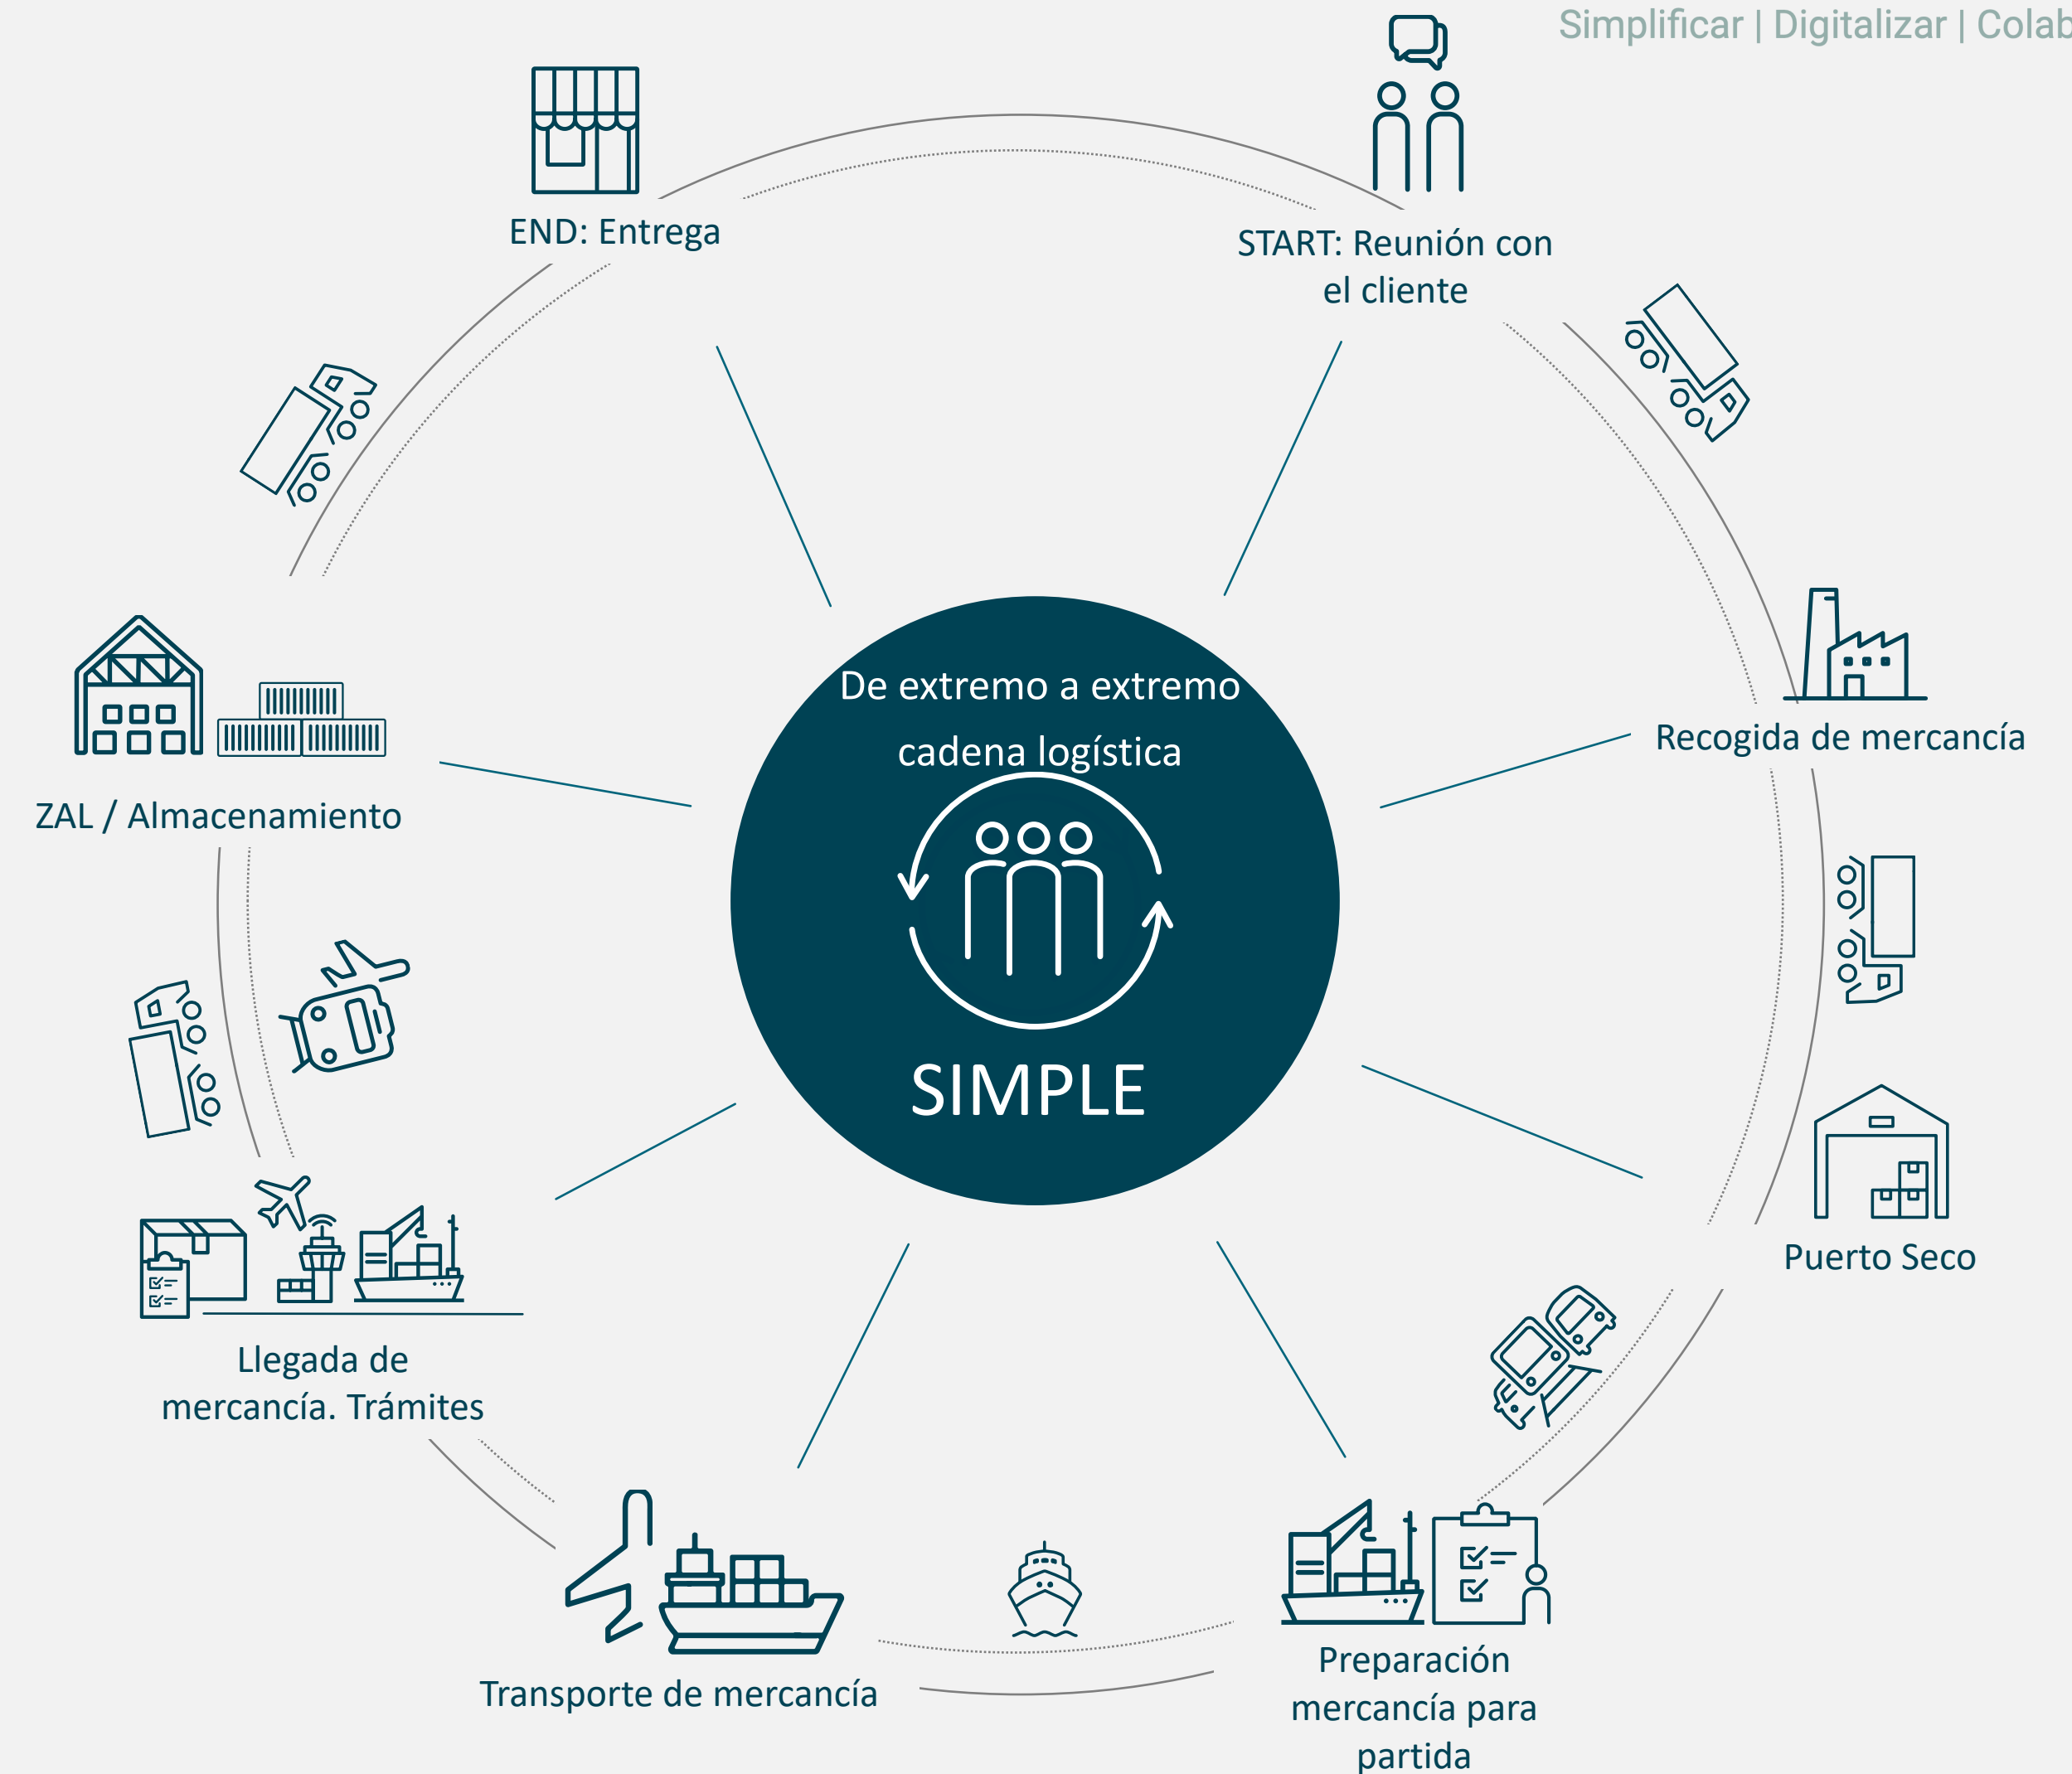 Simplificar | Digitalizar | Colab
START: Reunión con
el cliente
Recogida de mercancía
Puerto Seco
Preparación
mercancía para
partida
Transporte de mercancía
Llegada de
mercancía. Trámites
ZAL / Almacenamiento
END: Entrega
De extremo a extremo
cadena logística
SIMPLE